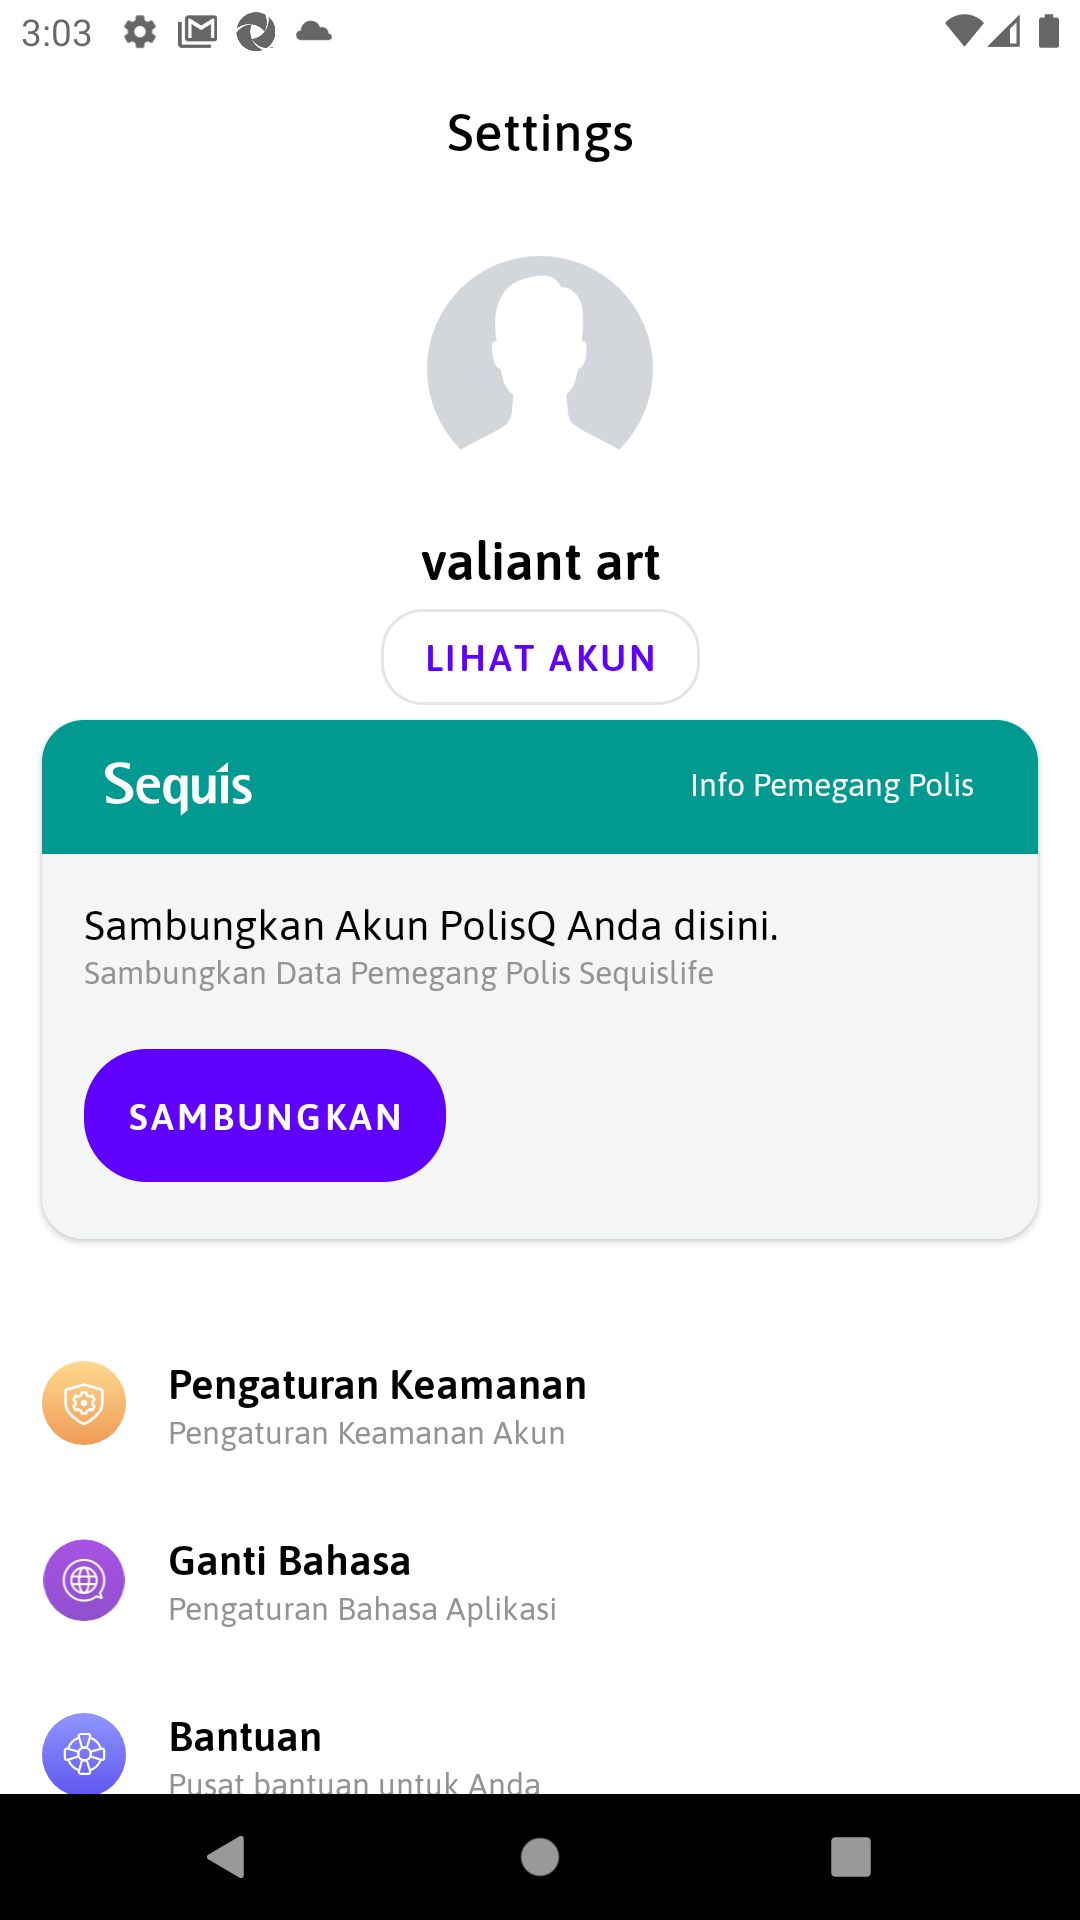 3:03
Settings
valiant art
LIHAT AKUN
Sequis
Info Pemegang Polis
Sambungkan Akun PolisQ Anda disini.
Sambungkan Data Pemegang Polis Sequislife
SAMBUNGKAN
Pengaturan Keamanan
Pengaturan Keamanan Akun
Ganti Bahasa
Pengaturan Bahasa Aplikasi
Bantuan
Pusat bantuan untuk Anda